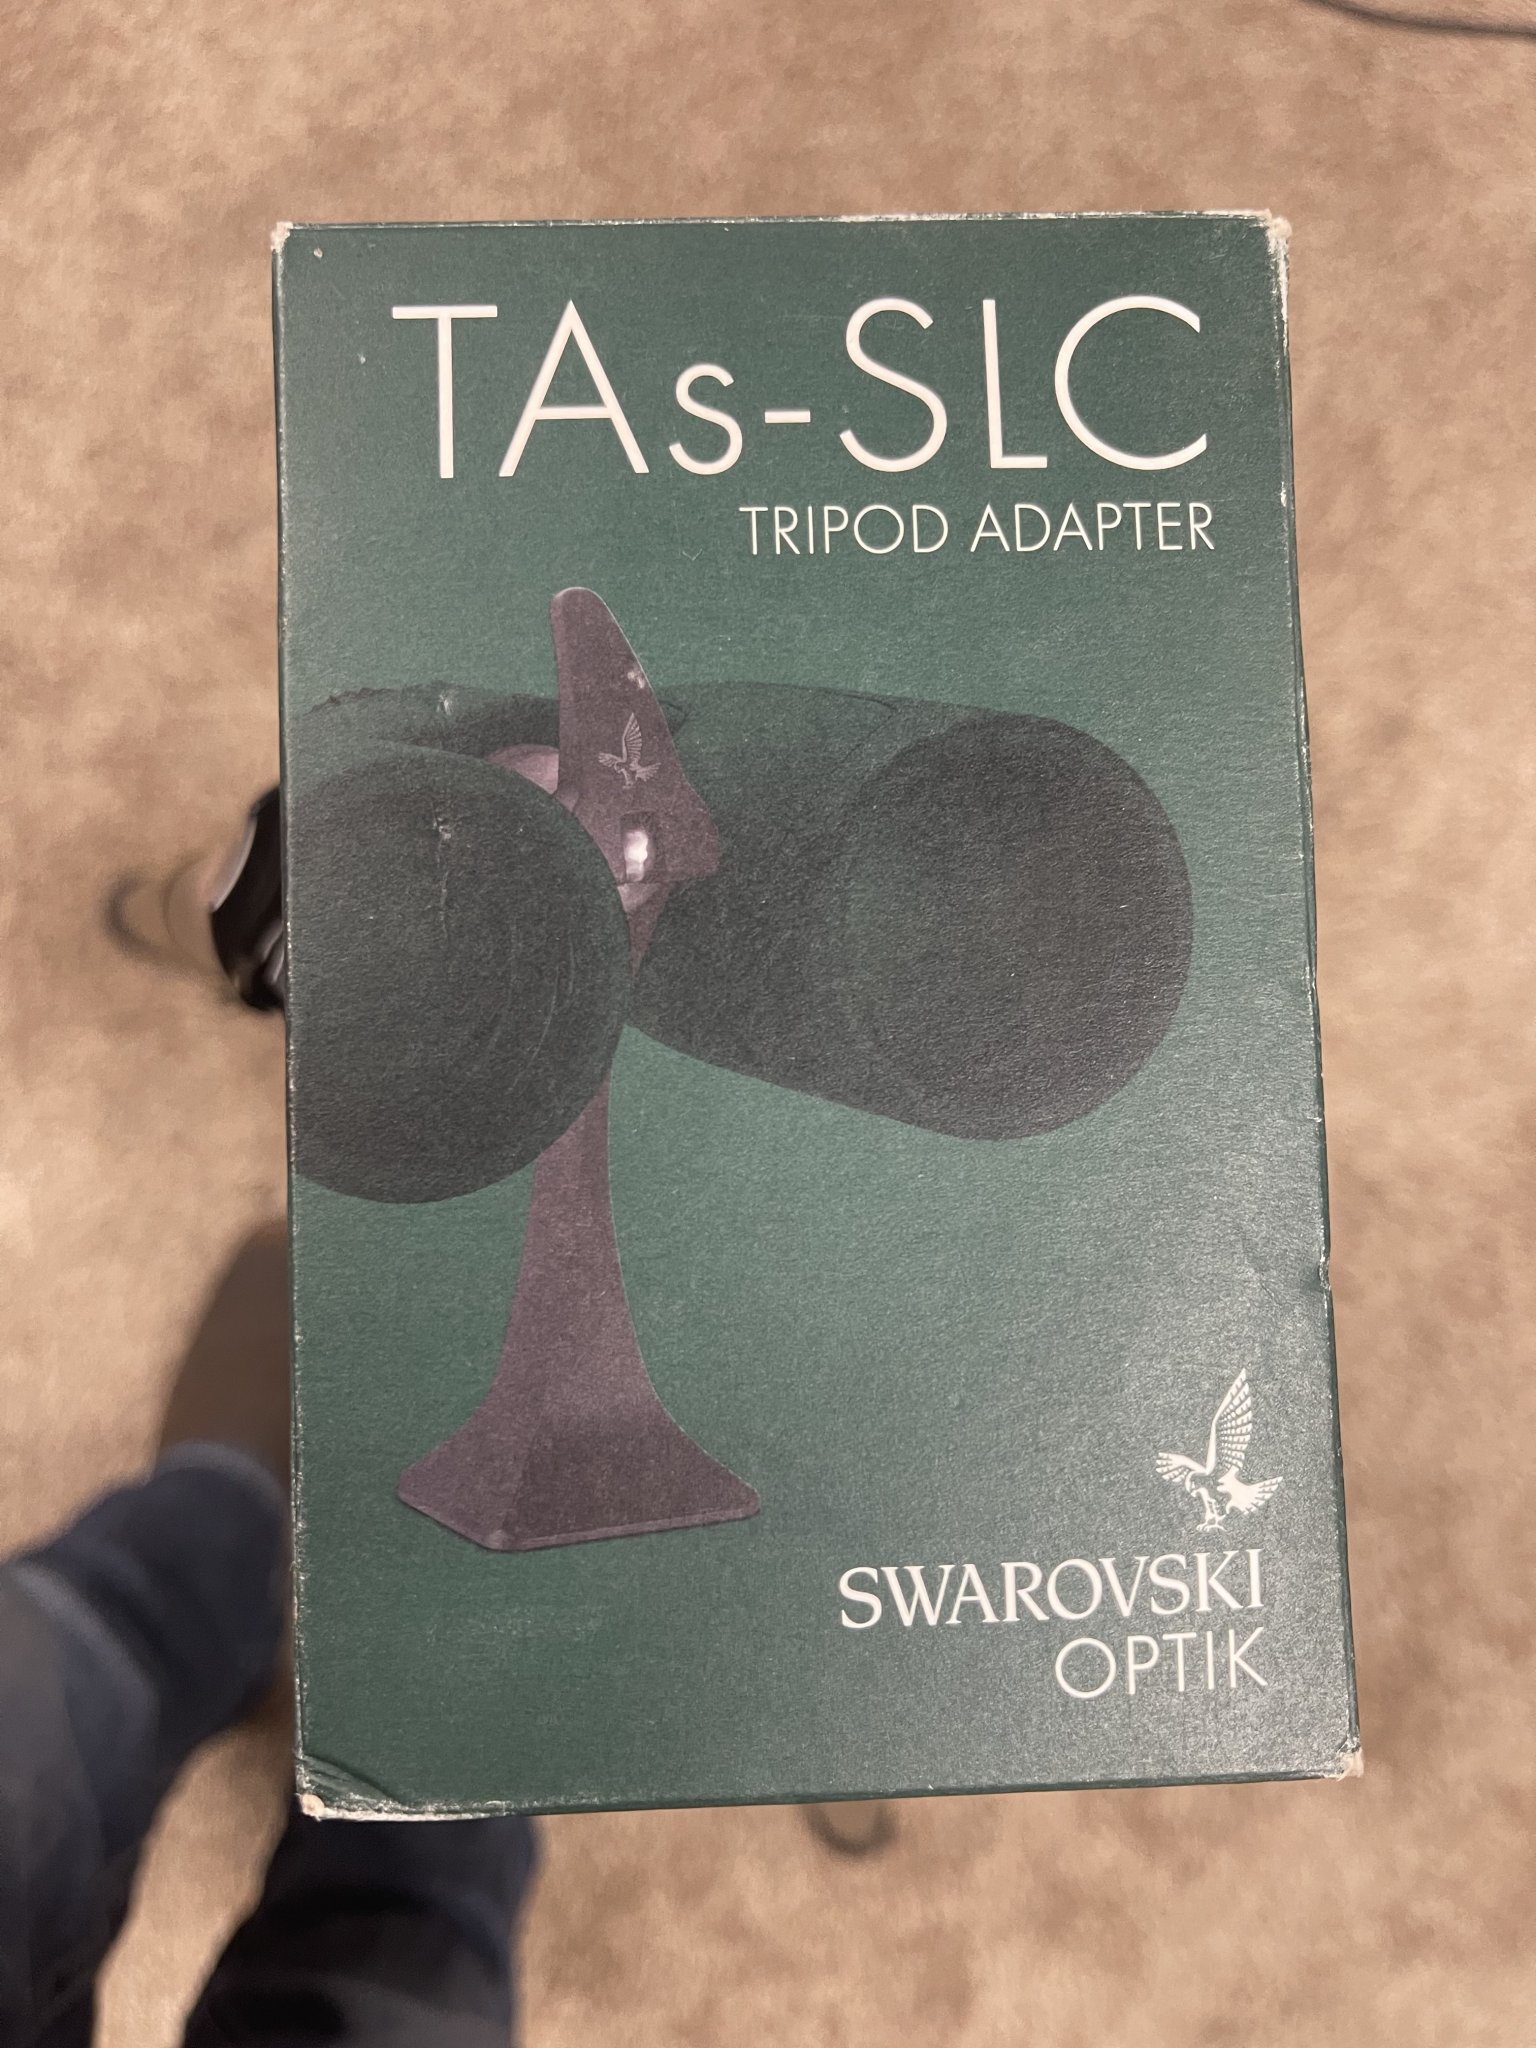 TAs-SLC
TRIPOD ADAPTER
SWAROVSKI
OPTIK